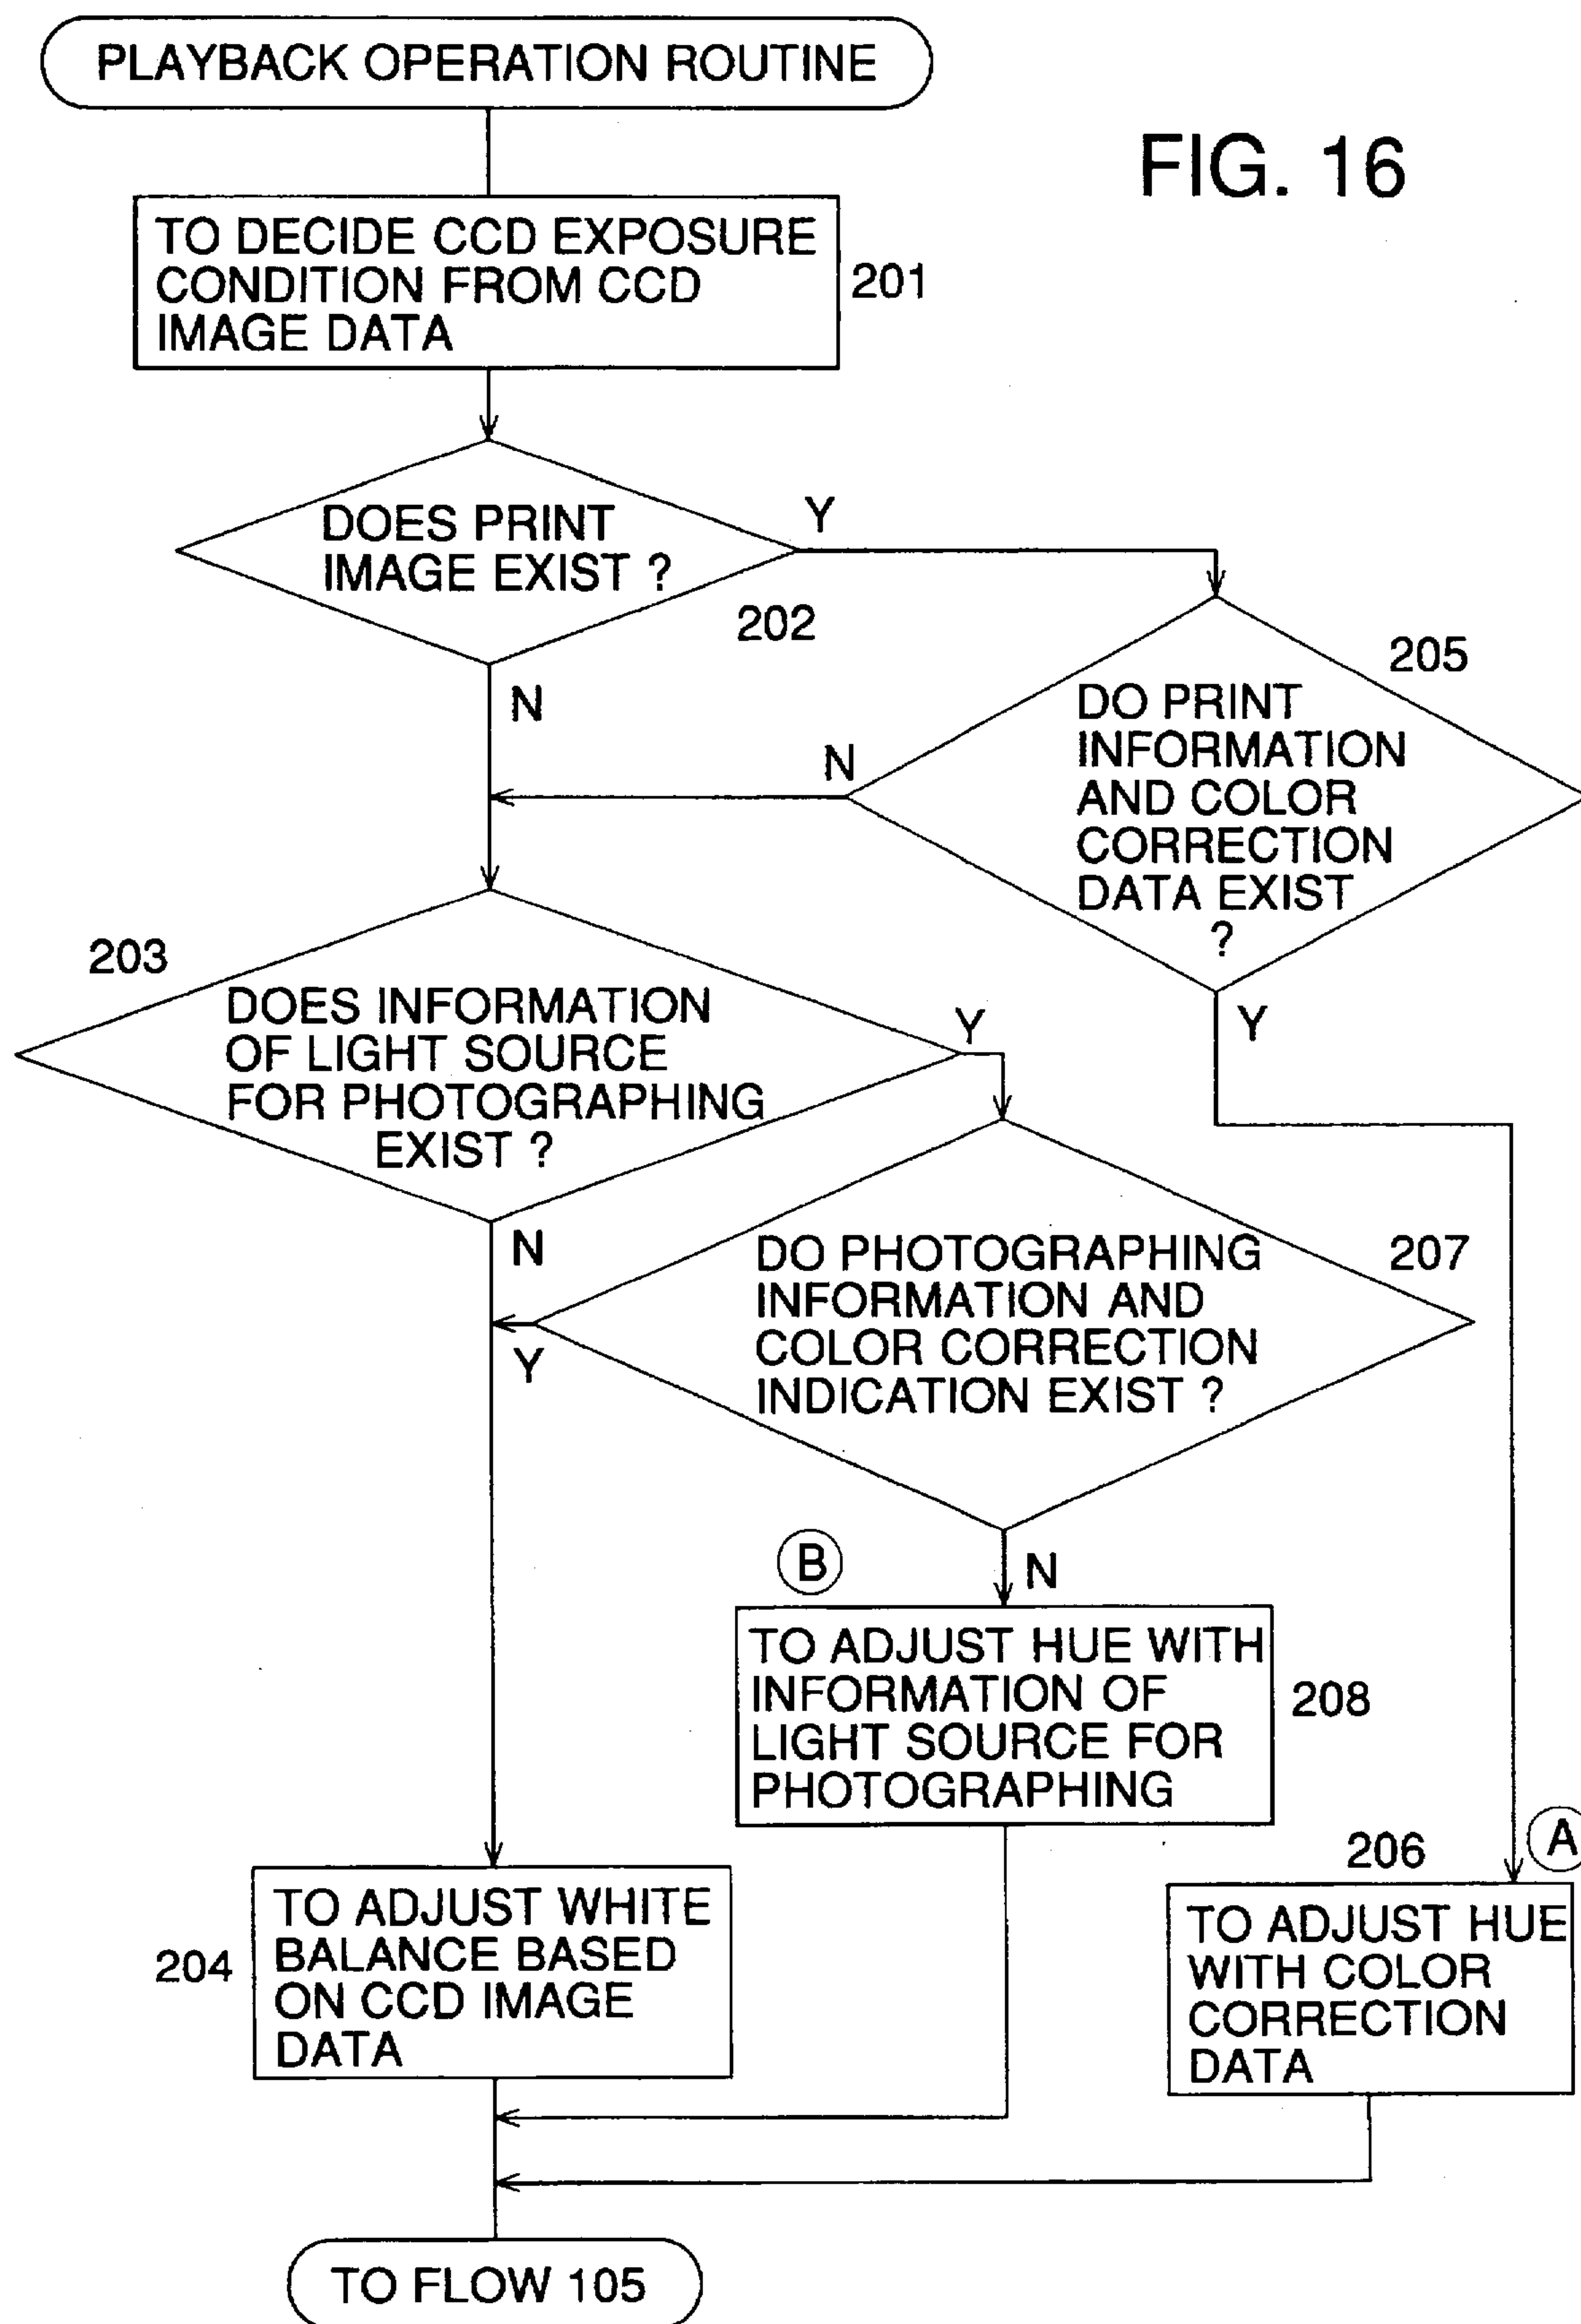 PLAYBACK OPERATION ROUTINE
FIG. 16
TO DECIDE CCD EXPOSURE
CONDITION FROM CCD
IMAGE DATA
201
DOES PRINT
IMAGE EXIST ?
Y
202
N
205
DO PRINT
INFORMATION
AND COLOR
CORRECTION
DATA EXIST
?
N
Y
203
DOES INFORMATION
OF LIGHT SOURCE
FOR PHOTOGRAPHING
EXIST ?
Y
N
207
DO PHOTOGRAPHING
INFORMATION AND
COLOR CORRECTION
INDICATION EXIST ?
Y
N
B
TO ADJUST HUE WITH
INFORMATION OF
LIGHT SOURCE FOR
PHOTOGRAPHING
208
A
206
TO ADJUST HUE
WITH COLOR
CORRECTION
DATA
204
TO ADJUST WHITE
BALANCE BASED
ON CCD IMAGE
DATA
TO FLOW 105